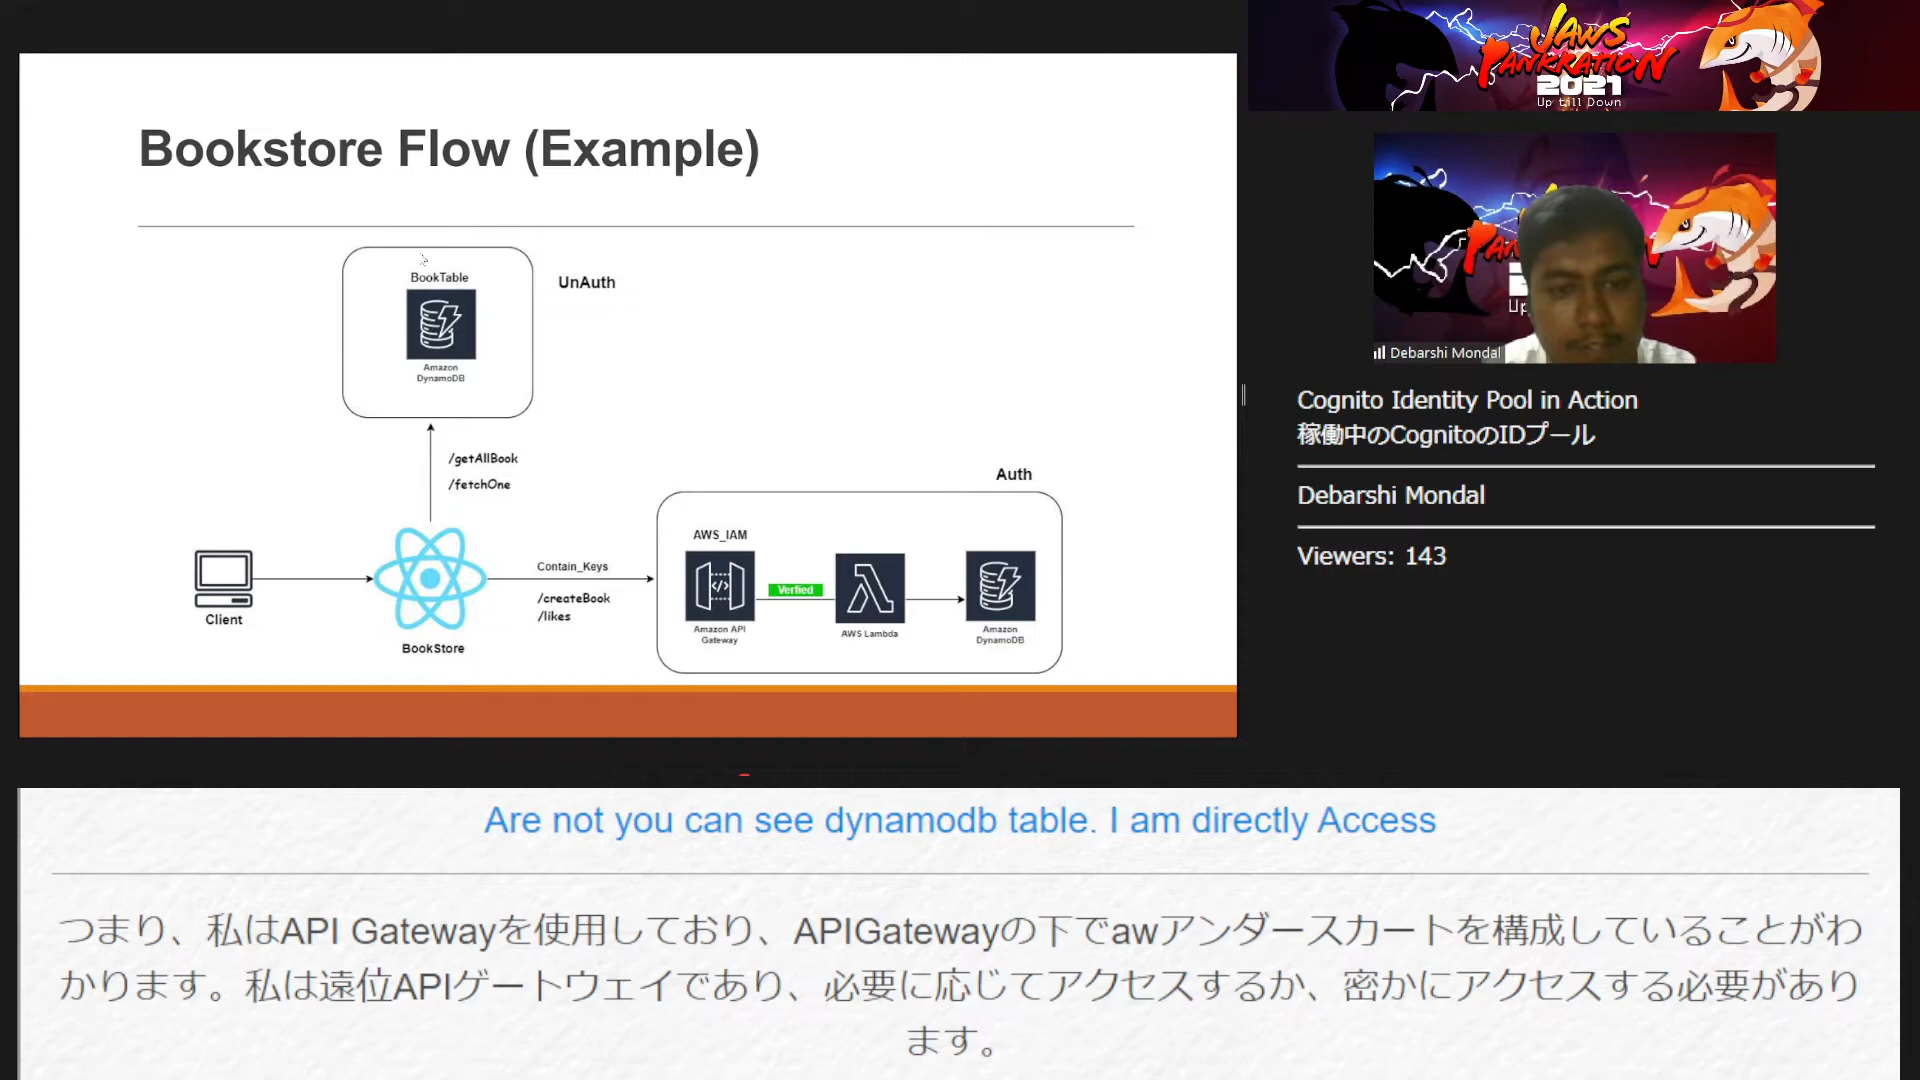 Bookstore Flow (Example)
BookTable
Amazon
DynamoDB
UnAuth
/getAllBook
/fetchOne
Client
BookStore
Contain_Keys
/createBook
/likes
Auth
AWS_IAM
Amazon API
Gateway
Verfied
AWS Lambda
Amazon
DynamoDB
JAWS
PANKRATION
2021
Up till Down
Debarshi Mondal
Cognito Identity Pool in Action
稼働中のCognitoのIDプール
Debarshi Mondal
Viewers: 143
Are not you can see dynamodb table. I am directly Access
つまり、私はAPI Gatewayを使用しており、APIGatewayの下でawアンダースカートを構成していることがわ
かります。私は遠位APIゲートウェイであり、必要に応じてアクセスするか、密かにアクセスする必要があり
ます。